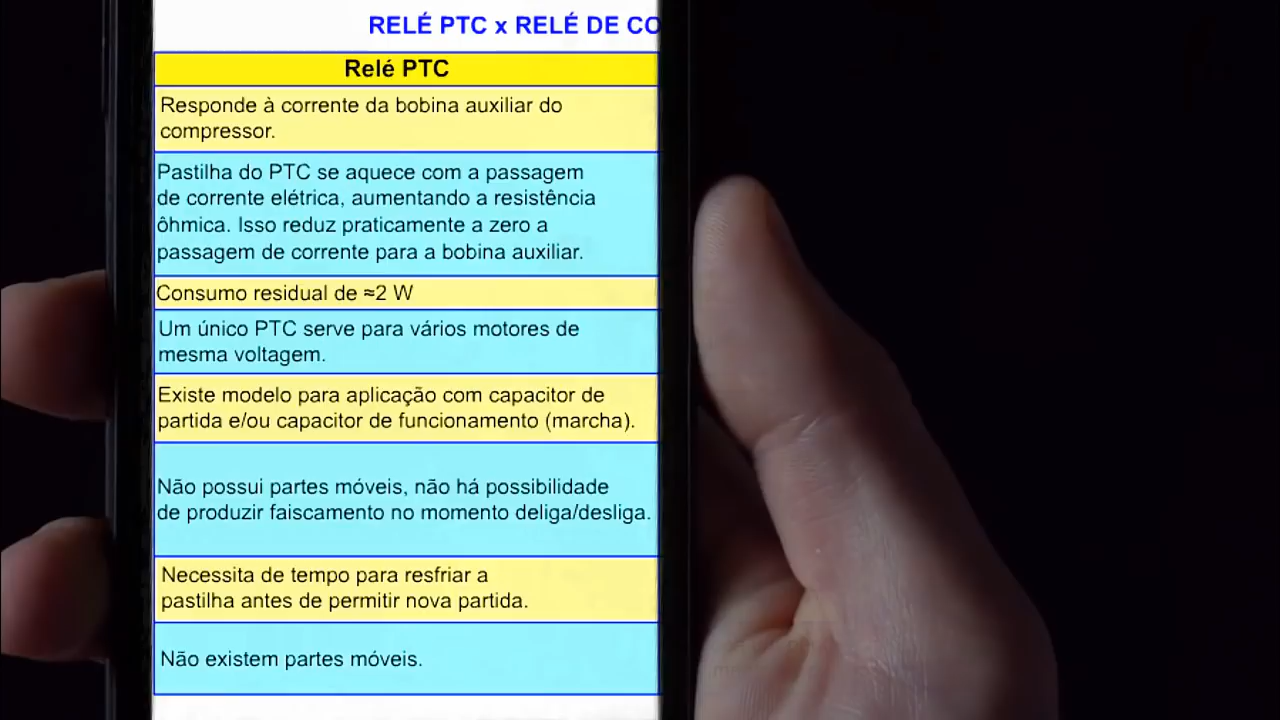 RELÉ PTC x RELÉ DE CO
Relé PTC
Responde à corrente da bobina auxiliar do
compressor.
Pastilha do PTC se aquece com a passagem
de corrente elétrica, aumentando a resistência
ôhmica. Isso reduz praticamente a zero a
passagem de corrente para a bobina auxiliar.
Consumo residual de ≈2 W
Um único PTC serve para vários motores de
mesma voltagem.
Existe modelo para aplicação com capacitor de
partida e/ou capacitor de funcionamento (marcha).
Não possui partes móveis, não há possibilidade
de produzir faiscamento no momento deliga/desliga.
Necessita de tempo para resfriar a
pastilha antes de permitir nova partida.
Não existem partes móveis.